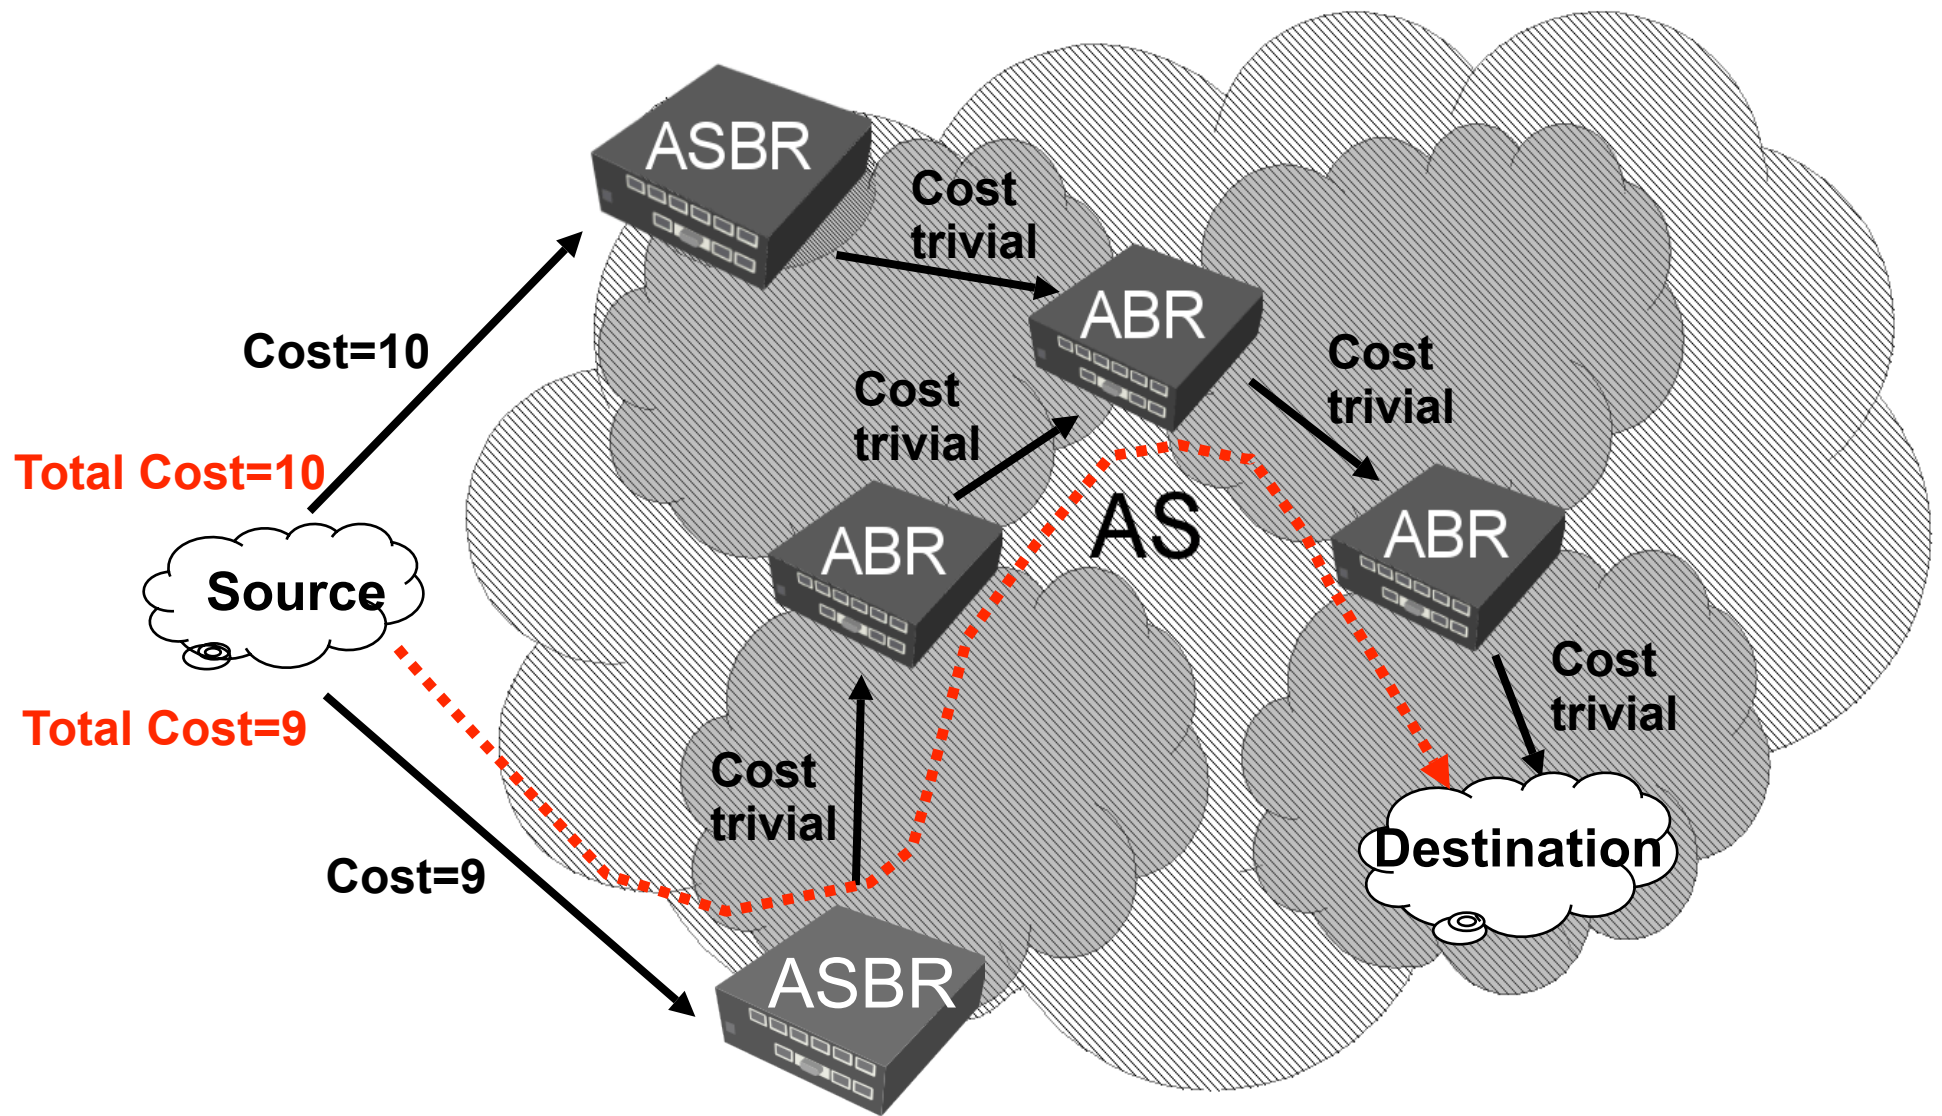 ASBR
Cost
trivial
ABR
Cost=10
Cost
trivial
Cost
trivial
Total Cost=10
AS
ABR
ABR
Source
Cost
trivial
Total Cost=9
Cost
trivial
Cost=9
Destination
ASBR